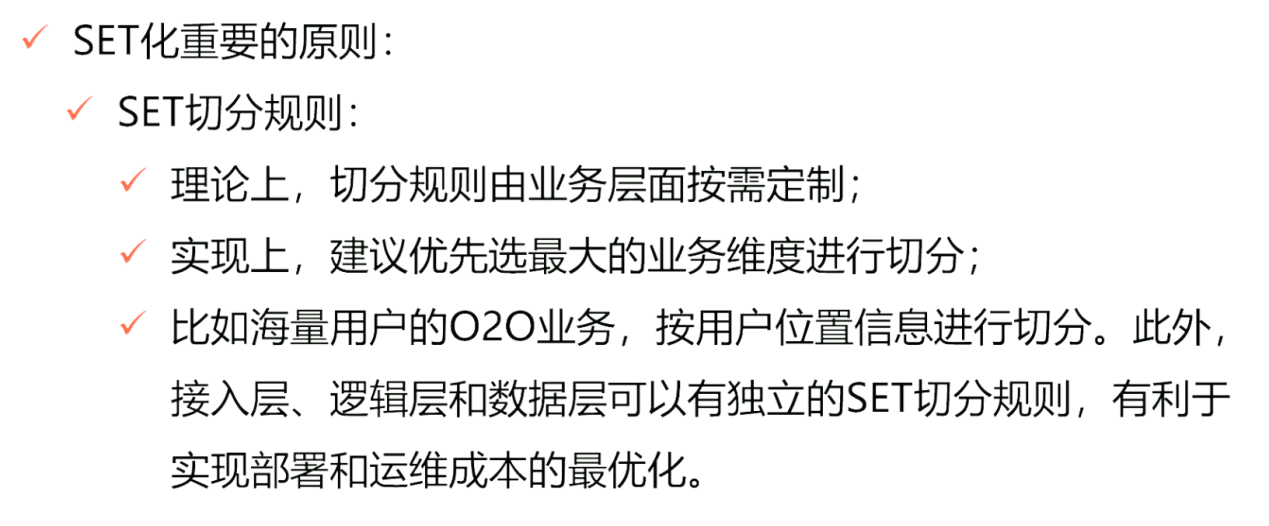 ✓ SET化重要的原则：
✓ SET切分规则：
✓ 理论上，切分规则由业务层面按需定制；
✓ 实现上，建议优先选最大的业务维度进行切分；
✓ 比如海量用户的O2O业务，按用户位置信息进行切分。此外，
接入层、逻辑层和数据层可以有独立的SET切分规则，有利于
实现部署和运维成本的最优化。